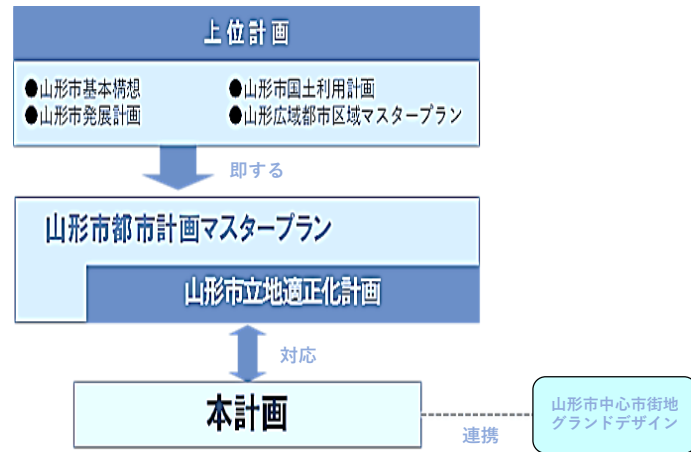 上位計画
●山形市基本構想 ●山形市国土利用計画
●山形市発展計画 ●山形広域都市区域マスタープラン
即する
山形市都市計画マスタープラン
山形市立地適正化計画
対応
本計画
連携
山形市中心市街地
グランドデザイン